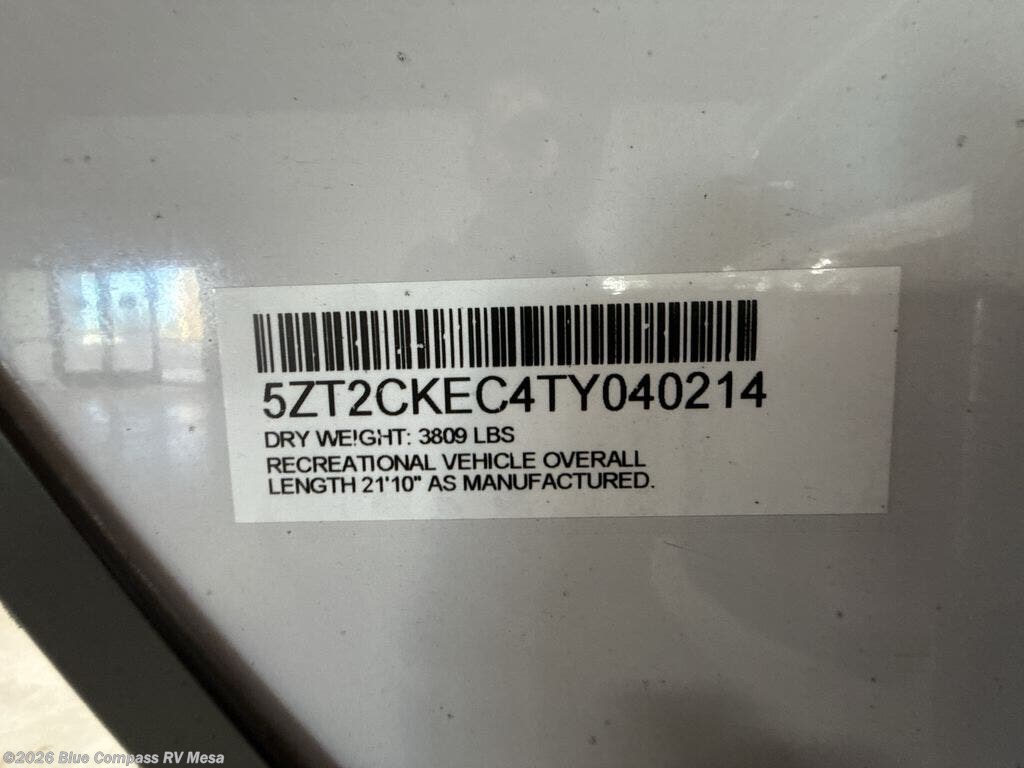 5ZT2CKEC4TY040214
DRY WEIGHT: 3809 LBS
RECREATIONAL VEHICLE OVERALL
LENGTH 21'10" AS MANUFACTURED.
©2026 Blue Compass RV Mesa